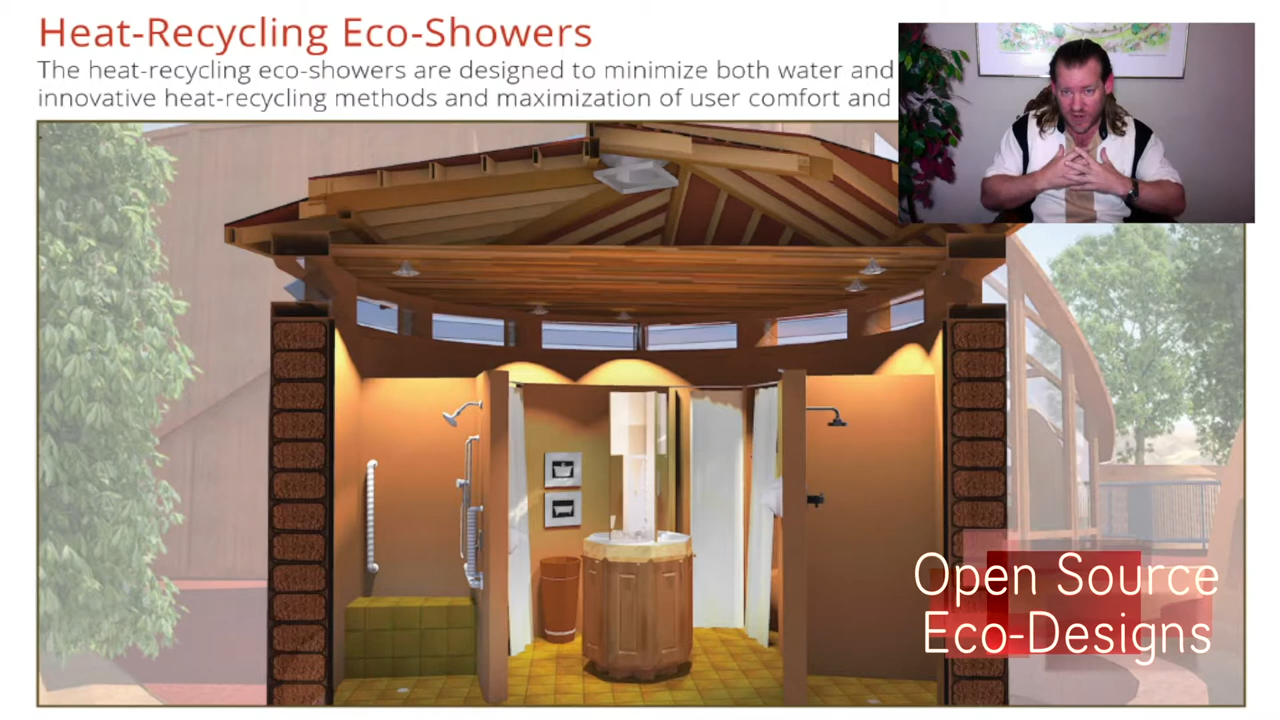 Heat-Recycling Eco-Showers
The heat-recycling eco-showers are designed to minimize both water and
innovative heat-recycling methods and maximization of user comfort and
Open Source
Eco-Designs